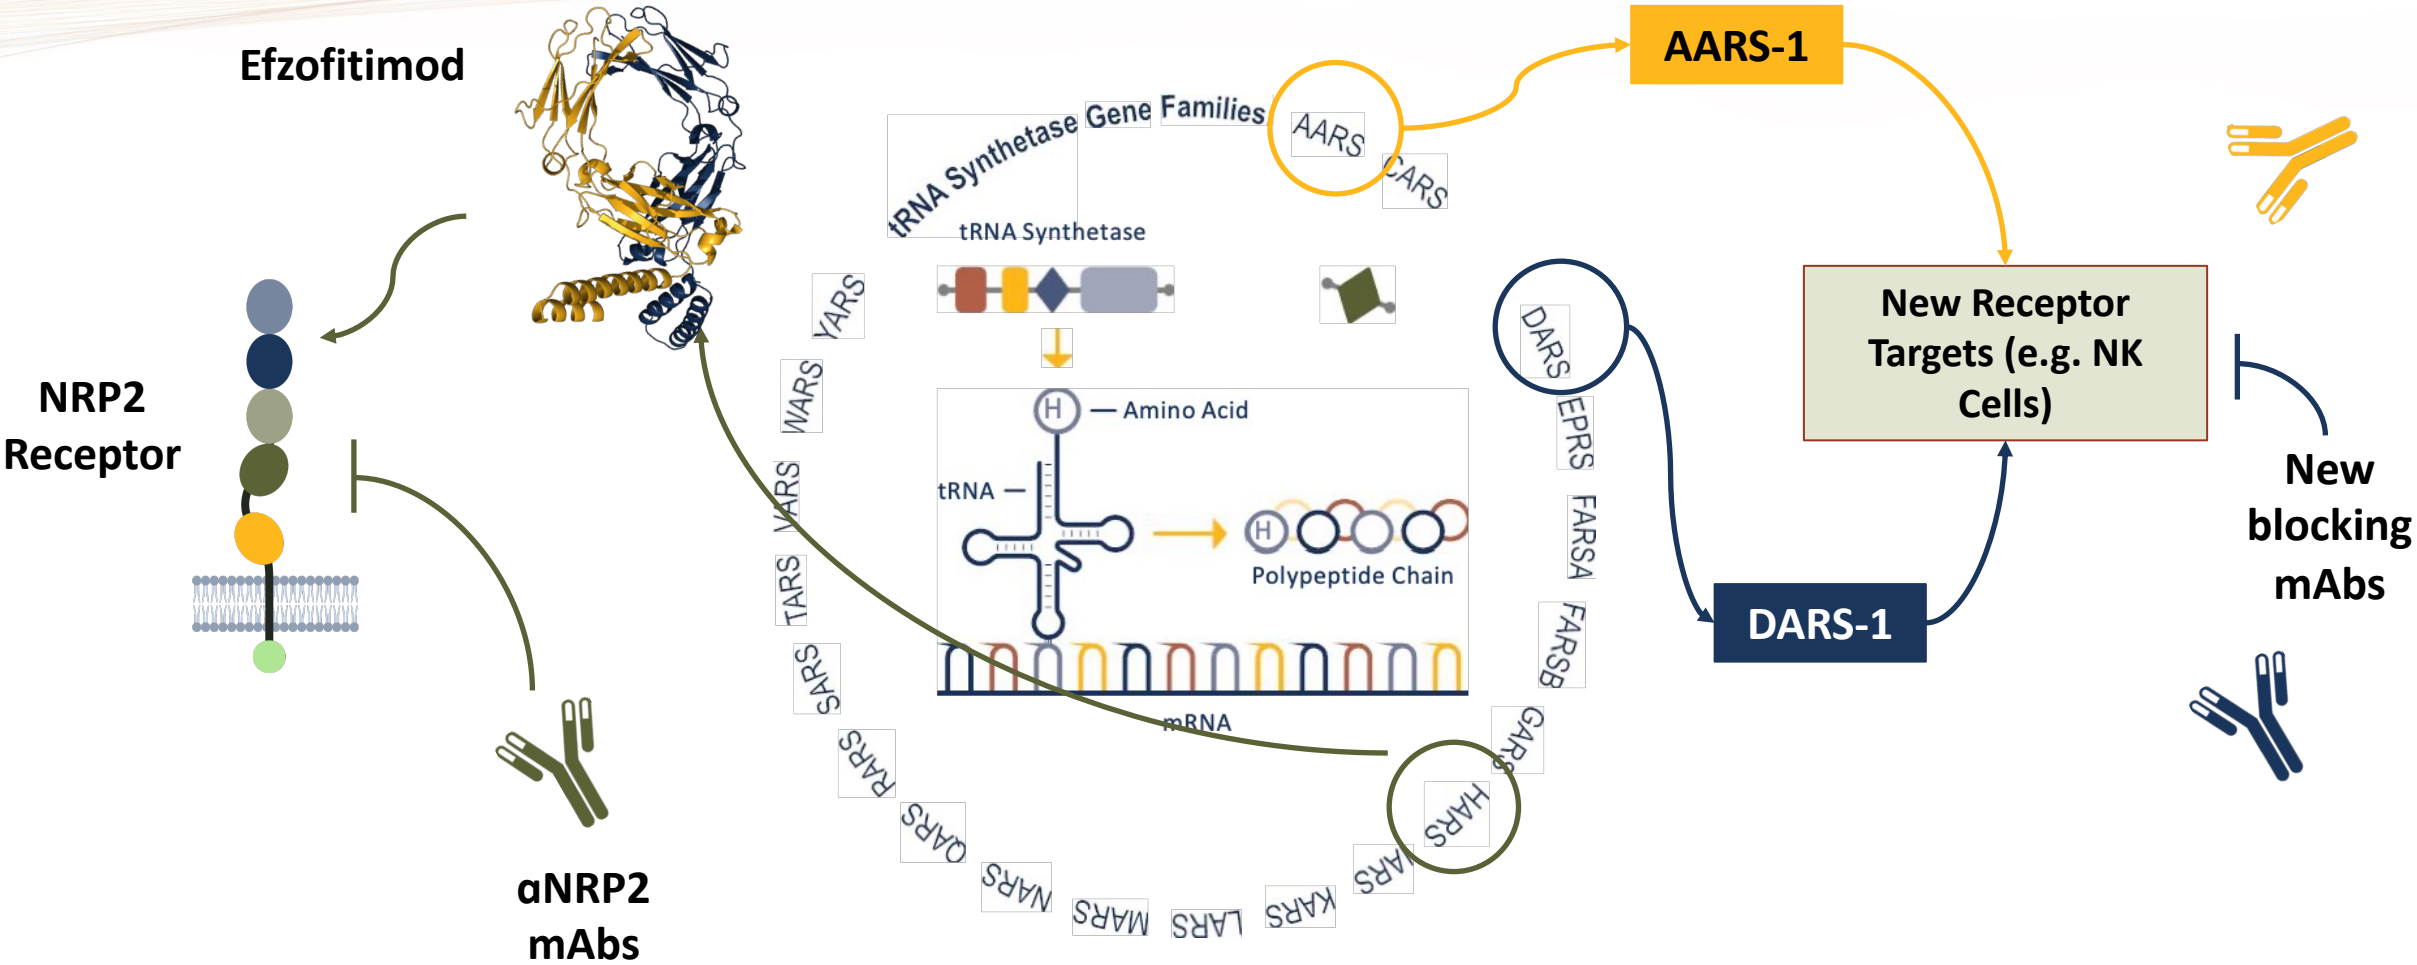 Efzofitimod
NRP2
Receptor
αNRP2
mAbs
tRNA Synthetase Gene Families
AARS
CARS
DARS
EPRS
FARSA
FARSB
GARS
HARS
IARS
KARS
LARS
MARS
NARS
QARS
RARS
SARS
TARS
VARS
WARS
YARS
tRNA Synthetase
H
Amino Acid
tRNA
H
Polypeptide Chain
mRNA
AARS-1
New Receptor
Targets (e.g. NK
Cells)
DARS-1
New
blocking
mAbs